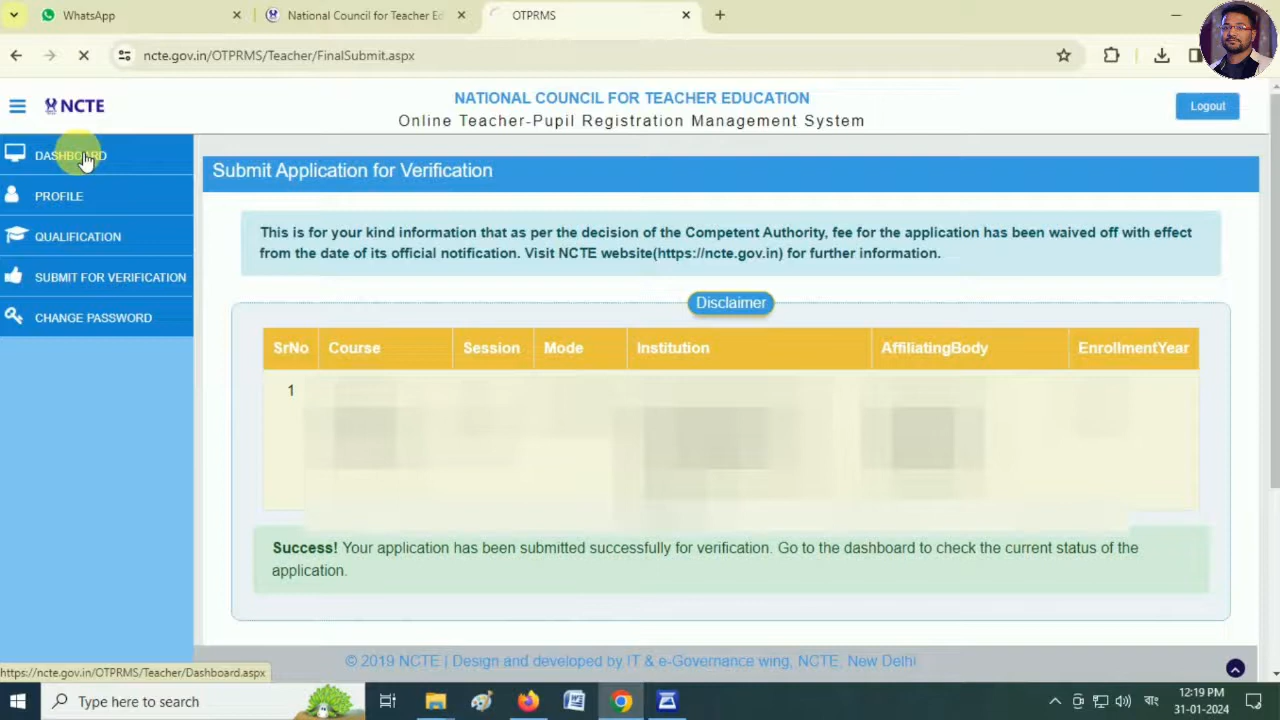 WhatsApp
National Council for Teacher Ed
OTPRMS
ncte.gov.in/OTPRMS/Teacher/FinalSubmit.aspx
NCTE
NATIONAL COUNCIL FOR TEACHER EDUCATION
Online Teacher-Pupil Registration Management System
Logout
DASHBOARD
PROFILE
QUALIFICATION
SUBMIT FOR VERIFICATION
CHANGE PASSWORD
Submit Application for Verification
This is for your kind information that as per the decision of the Competent Authority, fee for the application has been waived off with effect
from the date of its official notification. Visit NCTE website(https://ncte.gov.in) for further information.
Disclaimer
SrNo Course Session Mode Institution AffiliatingBody EnrollmentYear
1
Success! Your application has been submitted successfully for verification. Go to the dashboard to check the current status of the
application.
© 2019 NCTE | Design and developed by IT & e-Governance wing, NCTE, New Delhi
https://ncte.gov.in/OTPRMS/Teacher/Dashboard.aspx
Type here to search
বাং
12:19 PM
31-01-2024